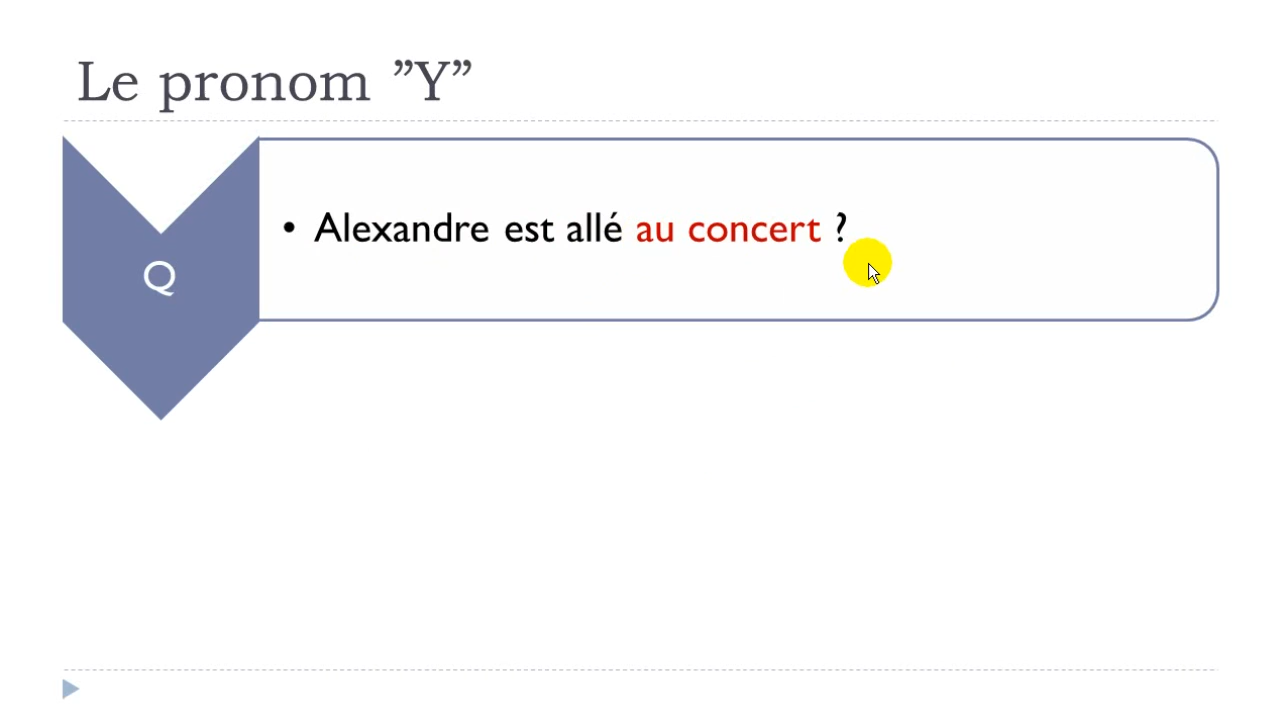 Le pronom ”Y”
Q
• Alexandre est allé au concert ?